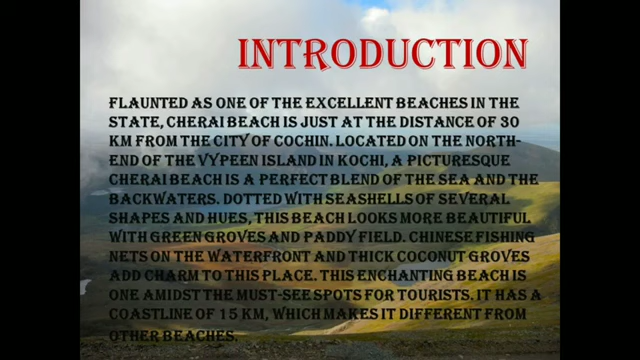 INTRODUCTION
FLAUNTED AS ONE OF THE EXCELLENT BEACHES IN THE
STATE, CHERAI BEACH IS JUST AT THE DISTANCE OF 30
KM FROM THE CITY OF COCHIN. LOCATED ON THE NORTH-
END OF THE VYPEEN ISLAND IN KOCHI, A PICTURESQUE
CHERAI BEACH IS A PERFECT BLEND OF THE SEA AND THE
BACKWATERS. DOTTED WITH SEASHELLS OF SEVERAL
SHAPES AND HUES, THIS BEACH LOOKS MORE BEAUTIFUL
WITH GREEN GROVES AND PADDY FIELD. CHINESE FISHING
NETS ON THE WATERFRONT AND THICK COCONUT GROVES
ADD CHARM TO THIS PLACE. THIS ENCHANTING BEACH IS
ONE AMIDST THE MUST-SEE SPOTS FOR TOURISTS. IT HAS A
COASTLINE OF 15 KM, WHICH MAKES IT DIFFERENT FROM
OTHER BEACHES.